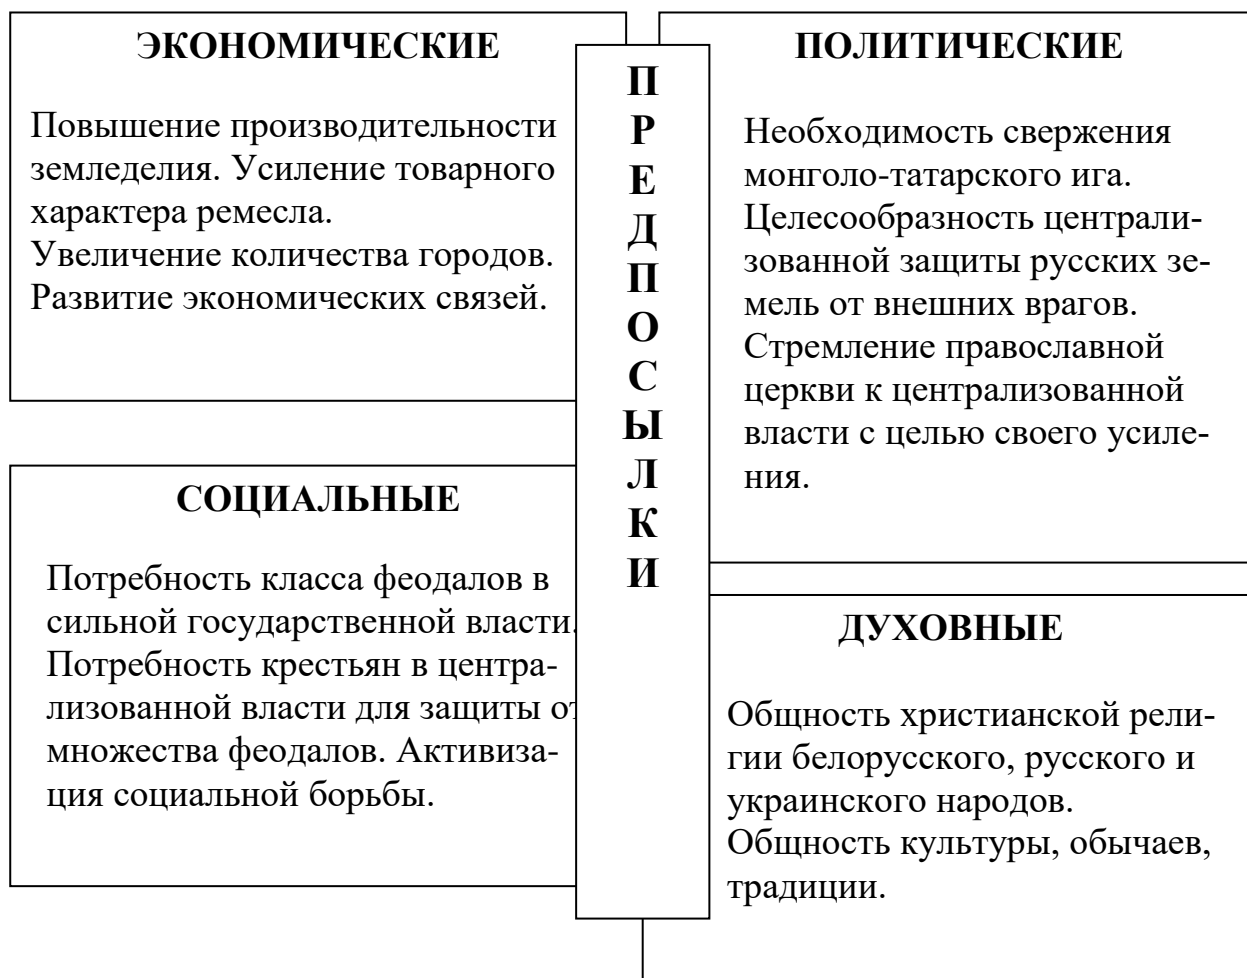 ЭКОНОМИЧЕСКИЕ
Повышение производительности
земледелия. Усиление товарного
характера ремесла.
Увеличение количества городов.
Развитие экономических связей.
СОЦИАЛЬНЫЕ
Потребность класса феодалов в
сильной государственной власти.
Потребность крестьян в центра-
лизованной власти для защиты от
множества феодалов. Активиза-
ция социальной борьбы.
П
Р
Е
Д
П
О
С
Ы
Л
К
И
ПОЛИТИЧЕСКИЕ
Необходимость свержения
монголо-татарского ига.
Целесообразность централи-
зованной защиты русских зе-
мель от внешних врагов.
Стремление православной
церкви к централизованной
власти с целью своего усиле-
ния.
ДУХОВНЫЕ
Общность христианской рели-
гии белорусского, русского и
украинского народов.
Общность культуры, обычаев,
традиции.